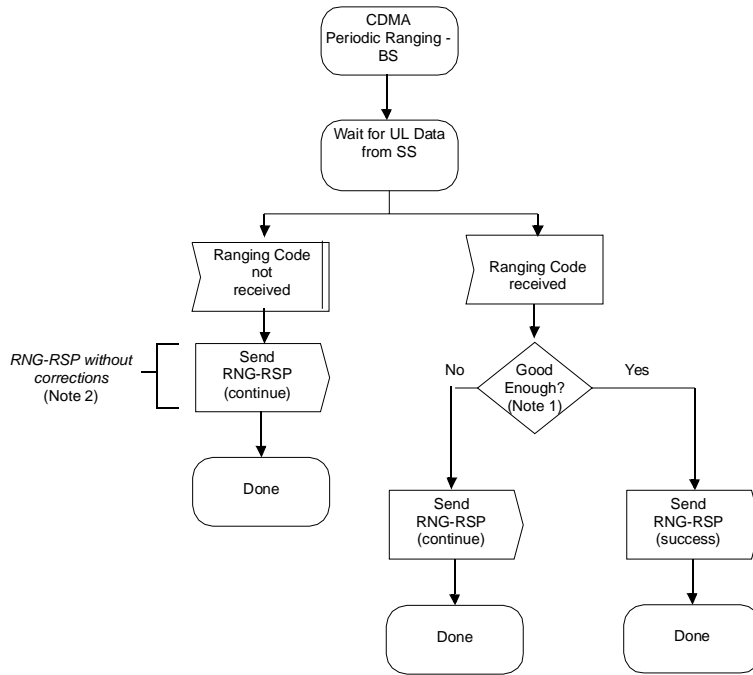 CDMA
Periodic Ranging -
BS
Wait for UL Data
from SS
Ranging Code
not
received
Ranging Code
received
RNG-RSP without
corrections
(Note 2)
Send
RNG-RSP
(continue)
No
Good
Enough?
(Note 1)
Yes
Done
Send
RNG-RSP
(continue)
Send
RNG-RSP
(success)
Done
Done